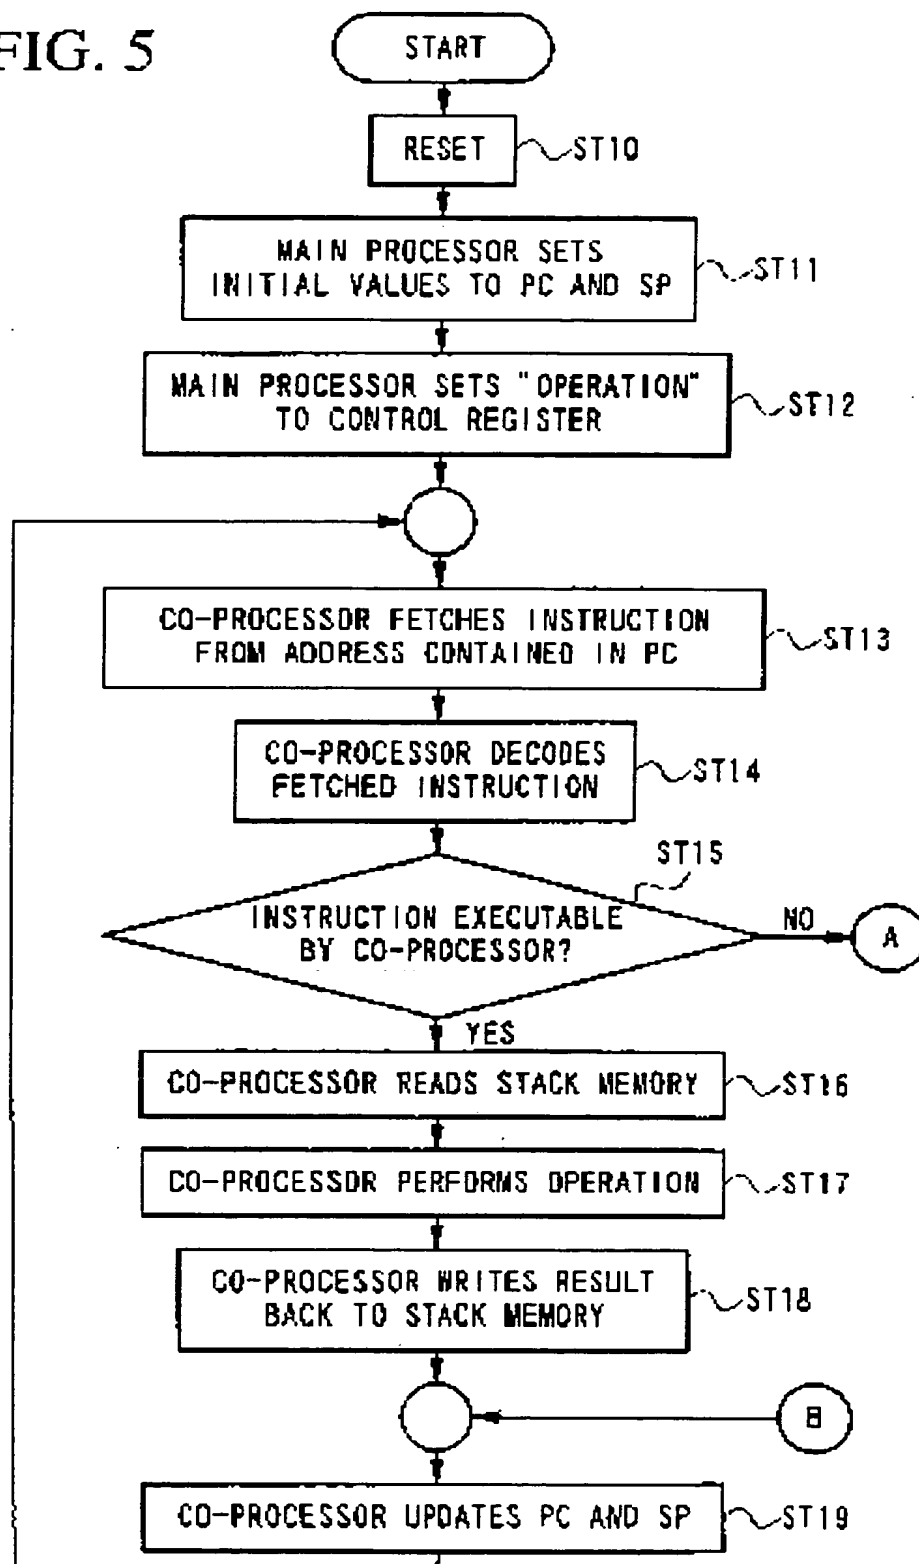 FIG. 5
START
RESET
ST10
MAIN PROCESSOR SETS
INITIAL VALUES TO PC AND SP
ST11
MAIN PROCESSOR SETS "OPERATION"
TO CONTROL REGISTER
ST12
CO-PROCESSOR FETCHES INSTRUCTION
FROM ADDRESS CONTAINED IN PC
ST13
CO-PROCESSOR DECODES
FETCHED INSTRUCTION
ST14
ST15
INSTRUCTION EXECUTABLE
BY CO-PROCESSOR?
NO
A
YES
CO-PROCESSOR READS STACK MEMORY
ST16
CO-PROCESSOR PERFORMS OPERATION
ST17
CO-PROCESSOR WRITES RESULT
BACK TO STACK MEMORY
ST18
B
CO-PROCESSOR UPDATES PC AND SP
ST19